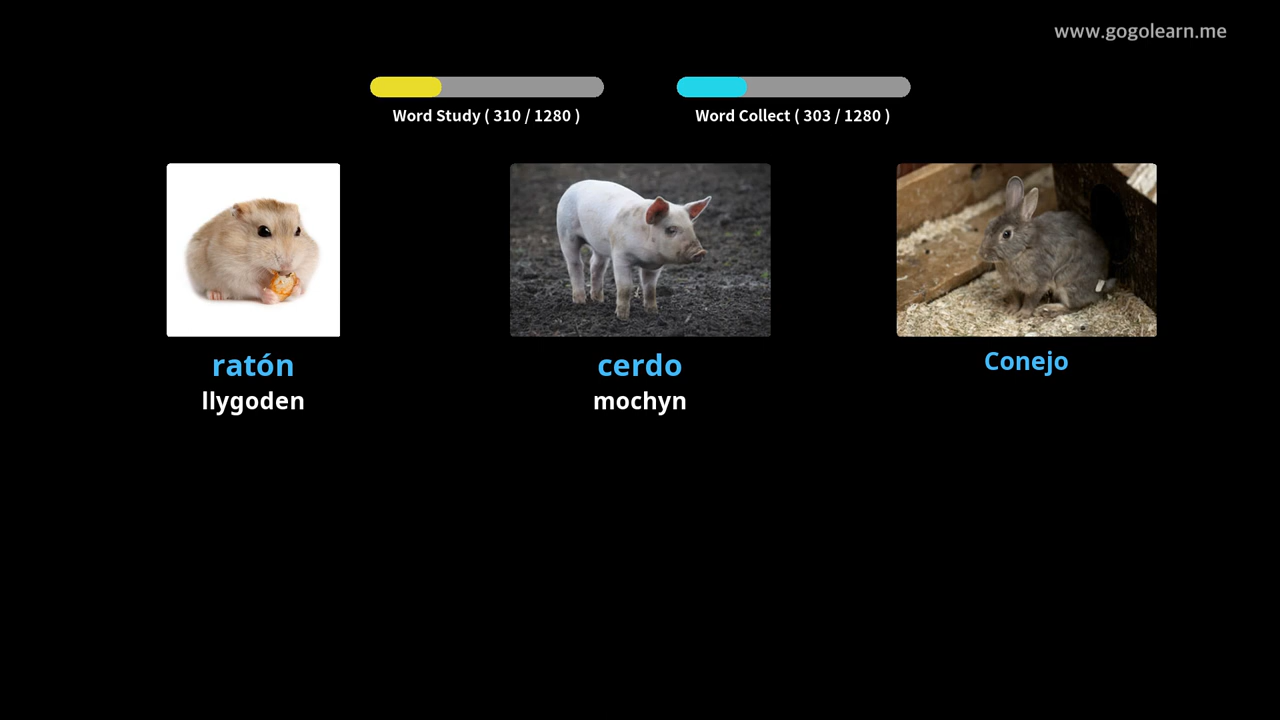 www.gogolearn.me
Word Study ( 310 / 1280 )
Word Collect ( 303 / 1280 )
ratón
llygoden
cerdo
mochyn
Conejo